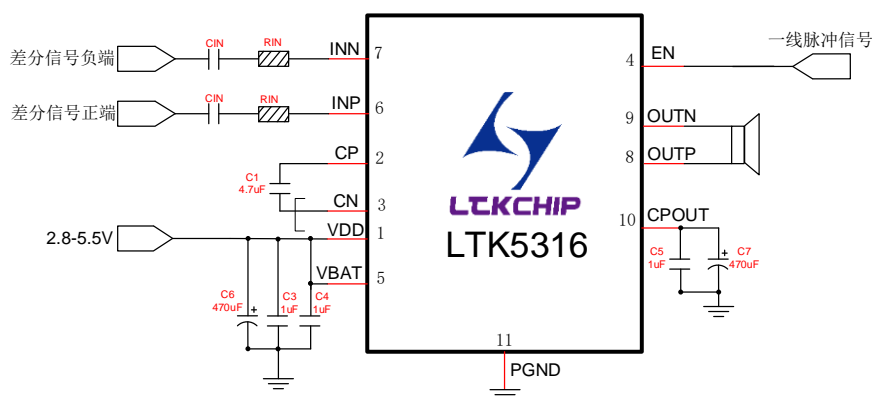 差分信号负端
CIN
RIN
INN
7
差分信号正端
CIN
RIN
INP
6
CP
2
C1
4.7uF
CN
3
2.8-5.5V
VDD
1
VBAT
5
C6
470uF
+
C3
1uF
C4
1uF
LTKCHIP
LTK5316
11
PGND
4
EN
一线脉冲信号
9
OUTN
8
OUTP
10
CPOUT
C5
1uF
+
C7
470uF